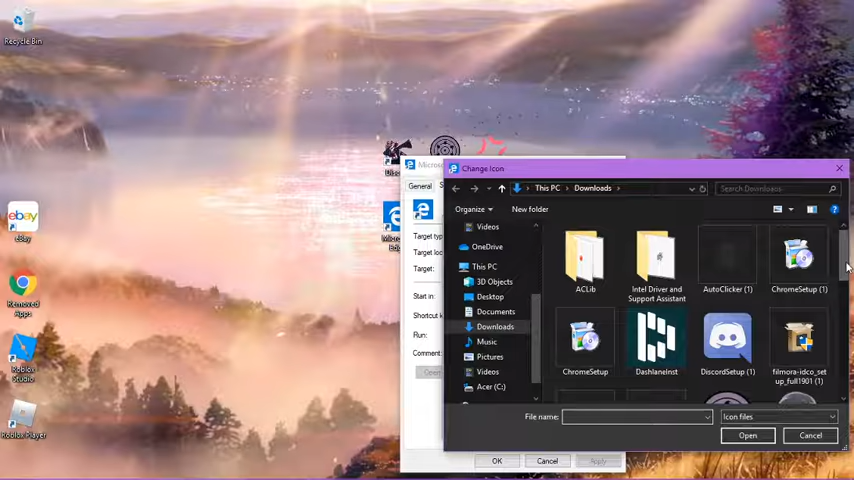 Recycle Bin
ebay
eBay
Removed
Apps
Roblox
Studio
Roblox Player
General
Target typ
Target loc
Target:
Start in:
Shortcut k
Run:
Comment:
OK
Cancel
Apply
Change Icon
This PC
Downloads
Search Downloads
Organize
New folder
Videos
OneDrive
This PC
3D Objects
Desktop
Documents
Downloads
Music
Pictures
Videos
Acer (C:)
ACLib
Intel Driver and
Support Assistant
AutoClicker (1)
ChromeSetup (1)
ChromeSetup
DashlaneInst
DiscordSetup (1)
filmora-idco_set
up_full1901 (1)
File name:
Icon files
Open
Cancel